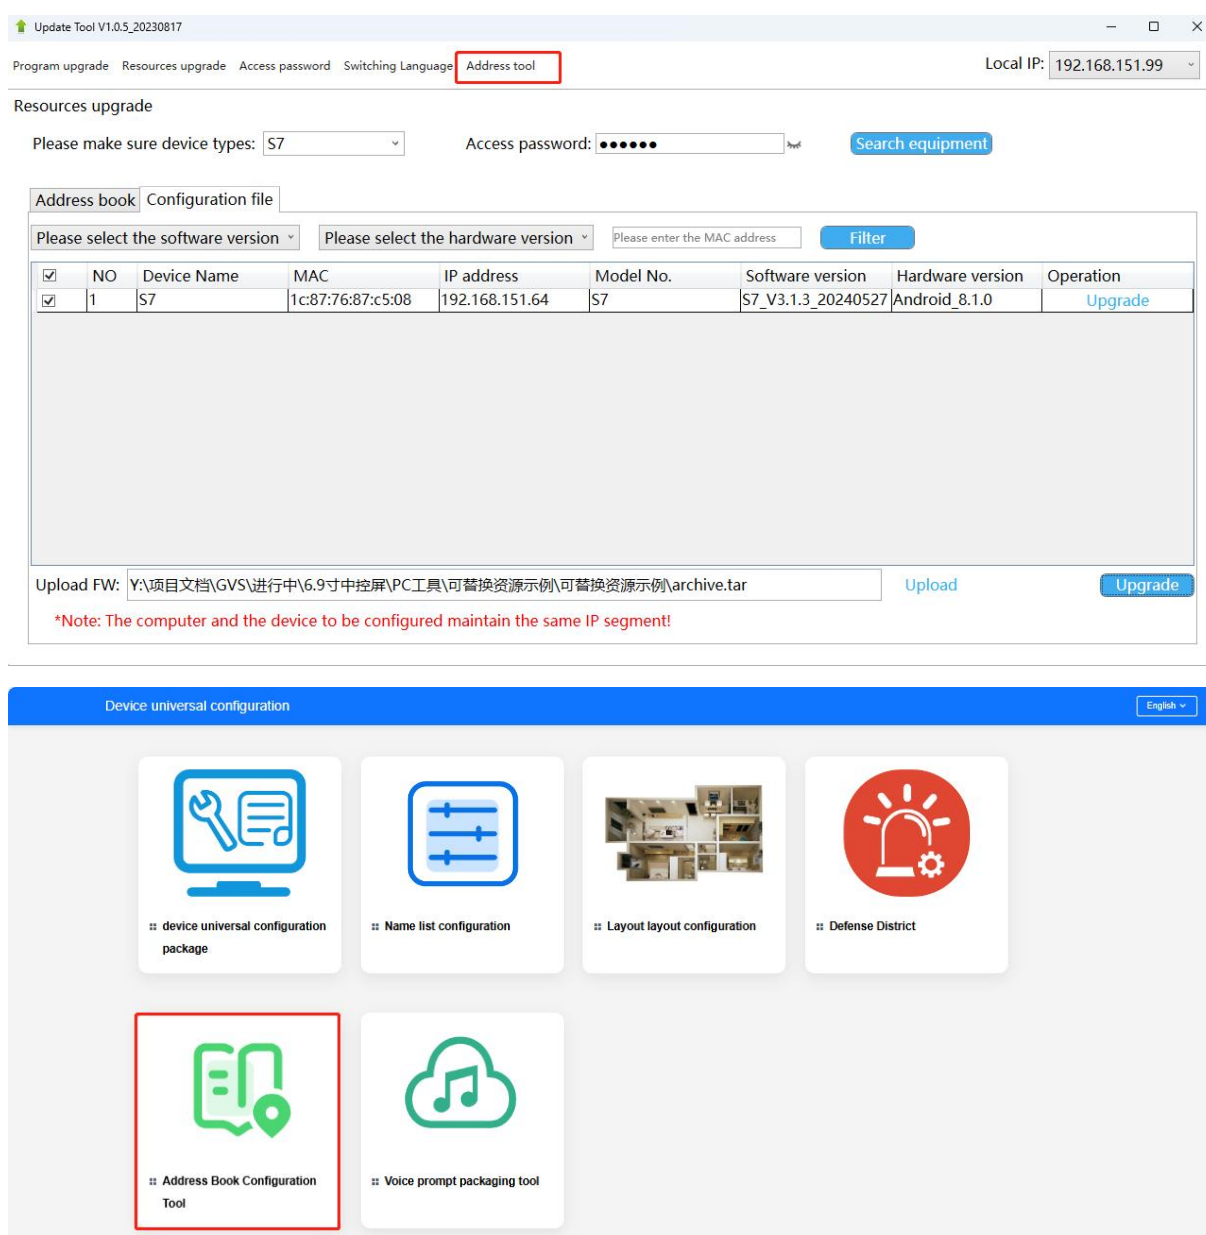 Update Tool V1.0.5_20230817
Program upgrade Resources upgrade Access password Switching Language Address tool Local IP: 192.168.151.99
Resources upgrade
Please make sure device types: S7 Access password: ●●●●●● Search equipment
Address book Configuration file
Please select the software version Please select the hardware version Please enter the MAC address Filter
NO Device Name MAC IP address Model No. Software version Hardware version Operation
1 S7 1c:87:76:87:c5:08 192.168.151.64 S7 S7_V3.1.3_20240527 Android_8.1.0 Upgrade
Upload FW: Y:\项目文档\GVS\进行中\6.9寸中控屏\PC工具\可替换资源示例\可替换资源示例\archive.tar Upload Upgrade
*Note: The computer and the device to be configured maintain the same IP segment!
Device universal configuration English
device universal configuration
package
Name list configuration
Layout layout configuration
Defense District
Address Book Configuration
Tool
Voice prompt packaging tool